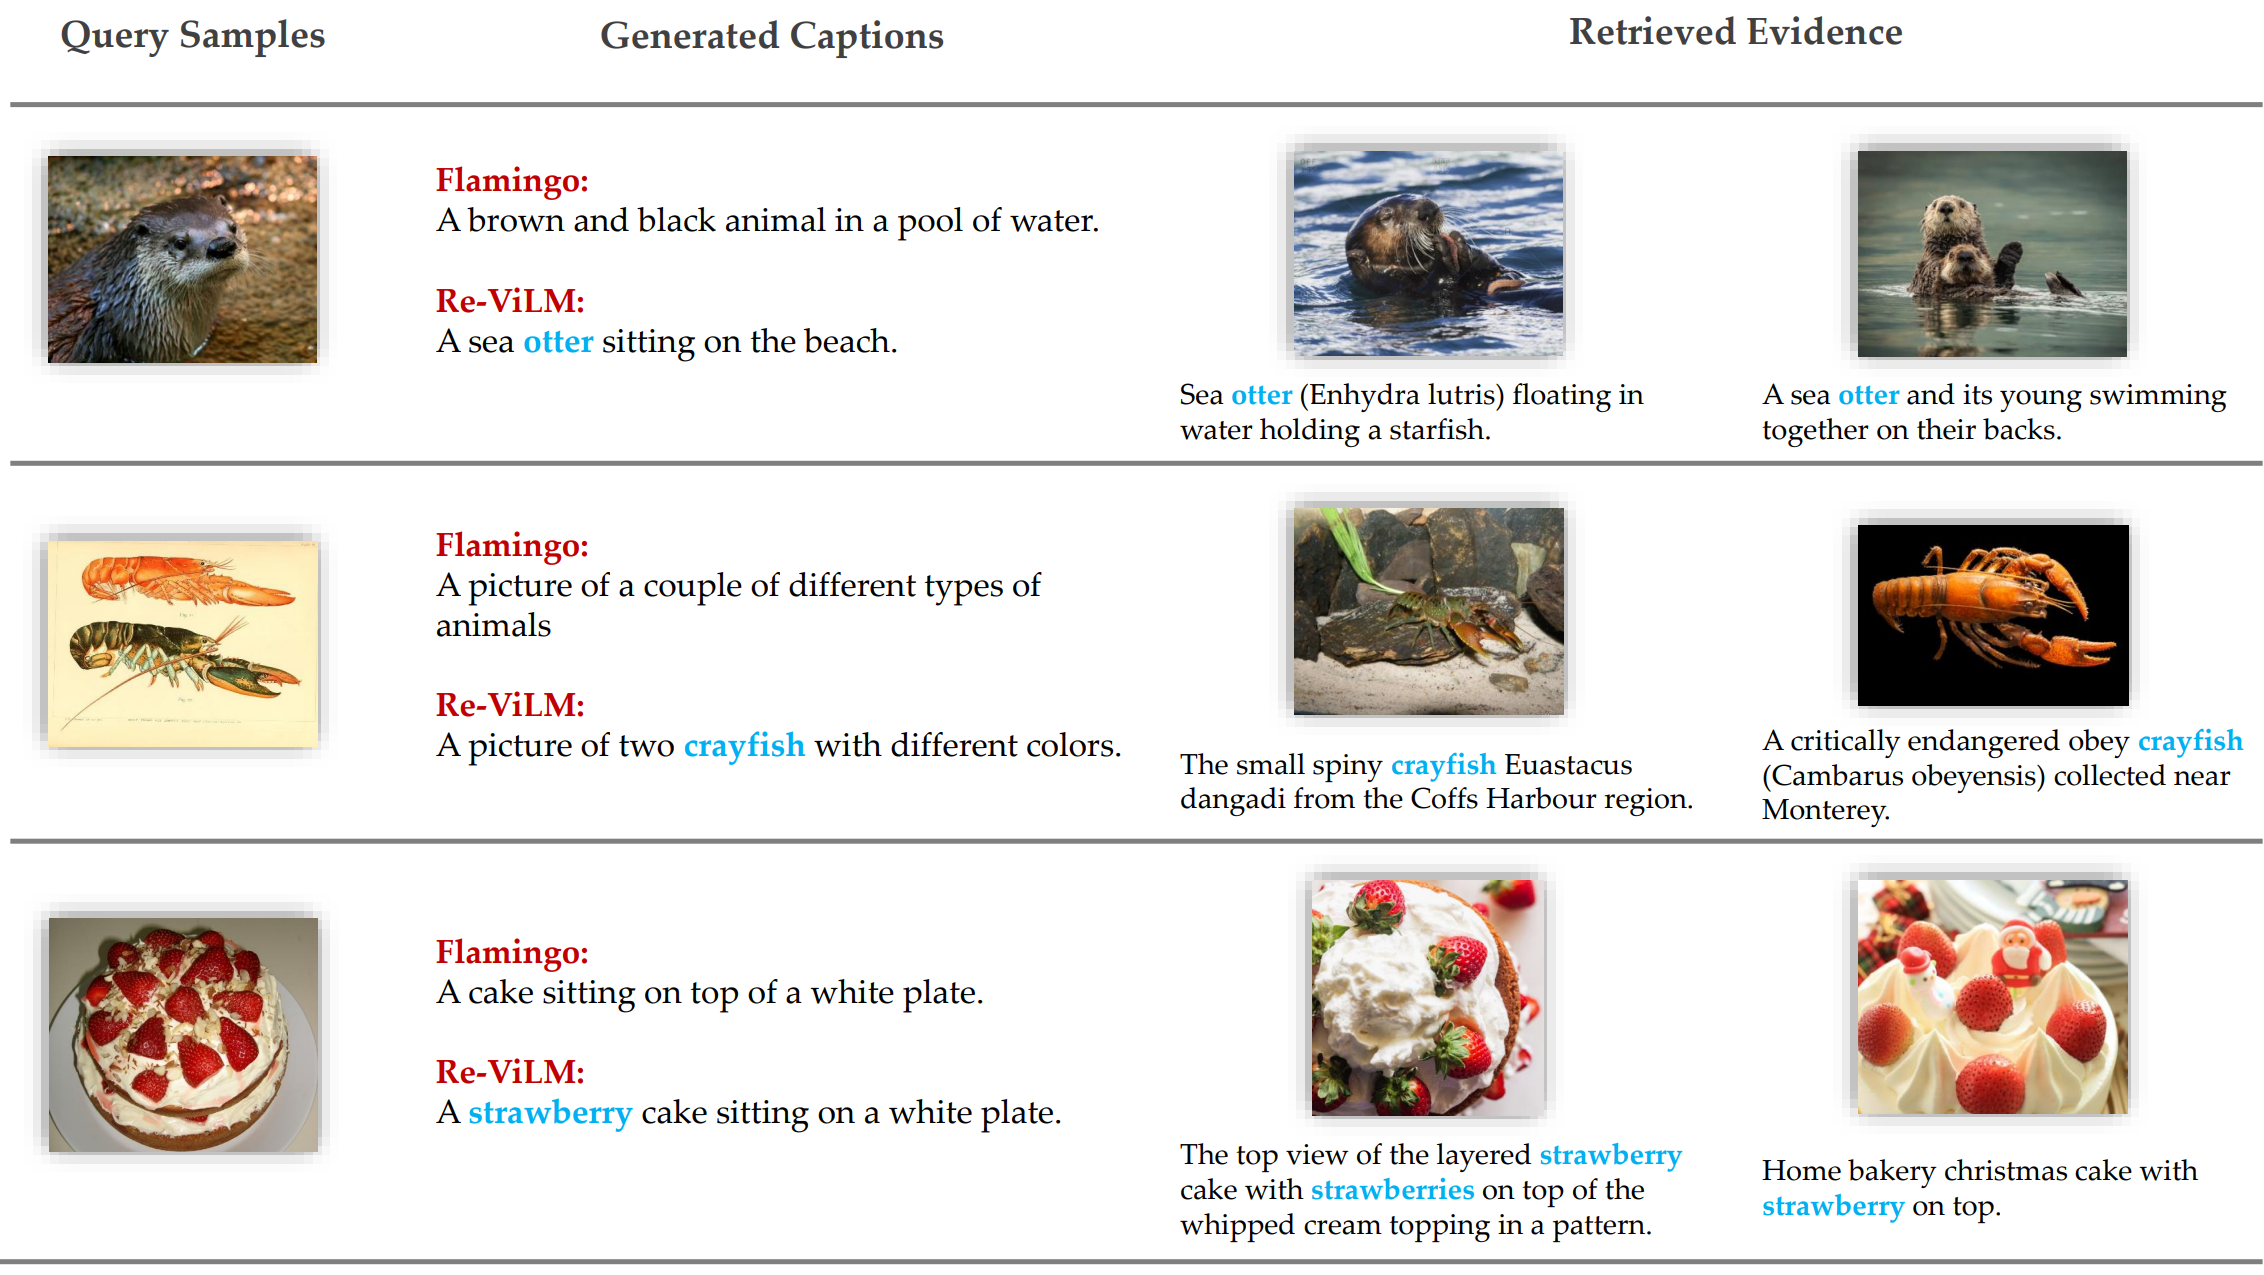 Query Samples
Generated Captions
Retrieved Evidence
Flamingo:
A brown and black animal in a pool of water.
Re-ViLM:
A sea otter sitting on the beach.
Sea otter (Enhydra lutris) floating in
water holding a starfish.
A sea otter and its young swimming
together on their backs.
Flamingo:
A picture of a couple of different types of
animals
Re-ViLM:
A picture of two crayfish with different colors.
The small spiny crayfish Euastacus
dangadi from the Coffs Harbour region.
A critically endangered obey crayfish
(Cambarus obeyensis) collected near
Monterey.
Flamingo:
A cake sitting on top of a white plate.
Re-ViLM:
A strawberry cake sitting on a white plate.
The top view of the layered strawberry
cake with strawberries on top of the
whipped cream topping in a pattern.
Home bakery christmas cake with
strawberry on top.